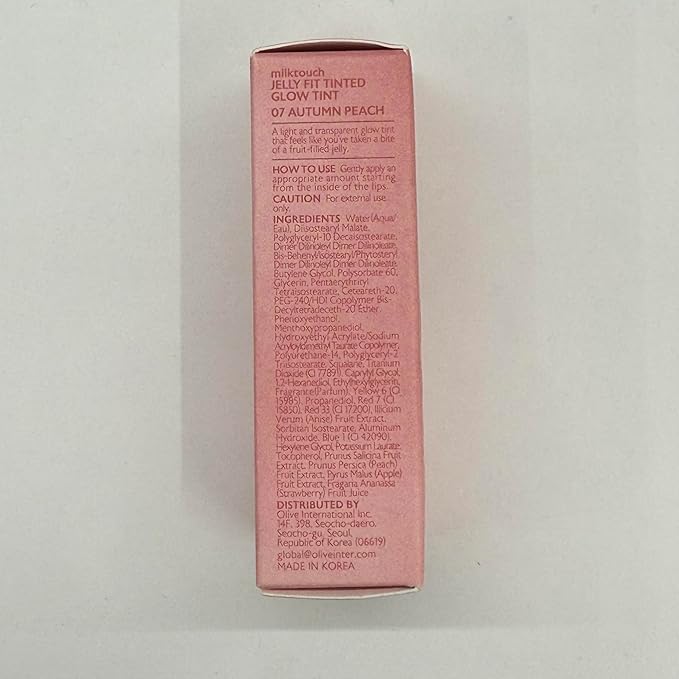 milktouch
JELLY FIT TINTED
GLOW TINT
07 AUTUMN PEACH
A light and transparent glow tint
that feels like you've taken a bite
of a fruit-filled jelly.
HOW TO USE Gently apply an
appropriate amount starting
from the inside of the lips.
CAUTION For external use
only.
INGREDIENTS Water(Aqua/
Eau), Diisostearyl Malate,
Polyglyceryl-10 Decaisostearate,
Dimer Dilinoleyl Dimer Dilinoleate,
Bis-Behenyl/Isostearyl/Phytosteryl
Dimer Dilinoleyl Dimer Dilinoleate,
Butylene Glycol, Polysorbate 60,
Glycerin, Pentaerythrityl
Tetraisostearate, Ceteareth-20,
PEG-240/HDI Copolymer Bis-
Decyltetradeceth-20 Ether,
Phenoxyethanol,
Menthoxypropanediol,
Hydroxyethyl Acrylate/Sodium
Acryloyldimethyl Taurate Copolymer,
Polyurethane-14, Polyglyceryl-2
Triisostearate, Squalane, Titanium
Dioxide (CI 77891), Caprylyl Glycol,
1,2-Hexanediol, Ethylhexylglycerin,
Fragrance(Parfum), Yellow 6 (CI
15985), Propanediol, Red 7 (CI
15850), Red 33 (CI 17200), Illicium
Verum (Anise) Fruit Extract,
Sorbitan Isostearate, Aluminum
Hydroxide, Blue 1 (CI 42090),
Hexylene Glycol, Potassium Laurate,
Tocopherol, Prunus Salicina Fruit
Extract, Prunus Persica (Peach)
Fruit Extract, Pyrus Malus (Apple)
Fruit Extract, Fragaria Ananassa
(Strawberry) Fruit Juice
DISTRIBUTED BY
Olive International Inc.
14F, 398, Seocho-daero,
Seocho-gu, Seoul,
Republic of Korea (06619)
global@oliveinter.com
MADE IN KOREA